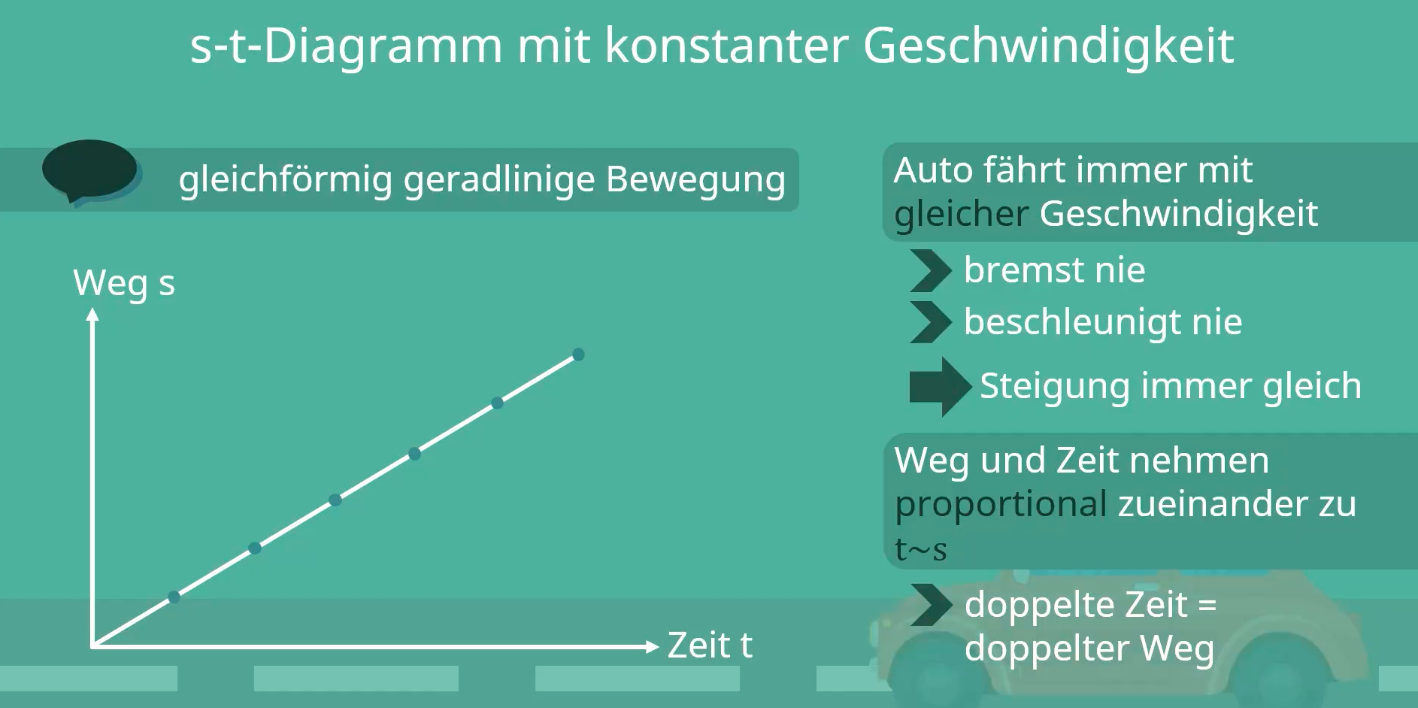 s-t-Diagramm mit konstanter Geschwindigkeit
gleichförmig geradlinige Bewegung
Weg s
Zeit t
Auto fährt immer mit
gleicher Geschwindigkeit
bremst nie
beschleunigt nie
Steigung immer gleich
Weg und Zeit nehmen
proportional zueinander zu
t~s
doppelte Zeit =
doppelter Weg